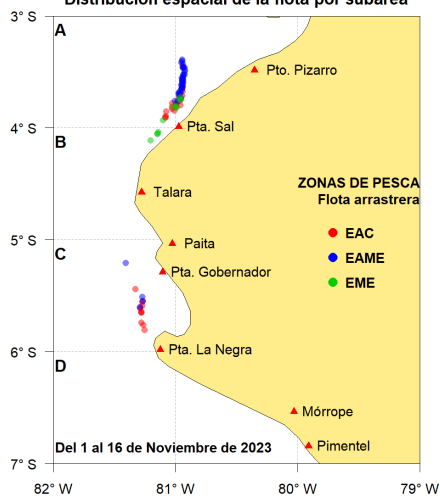 Distribución espacial de la flota por subárea
3° S
A
Pto. Pizarro
4° S
Pta. Sal
B
ZONAS DE PESCA
Flota arrastrera
Talara
EAC
5° S
Paita
C
EAME
Pta. Gobernador
EME
6° S
Pta. La Negra
D
Mórrope
Del 1 al 16 de Noviembre de 2023
Pimentel
7° S
82° W 81° W 80° W 79° W